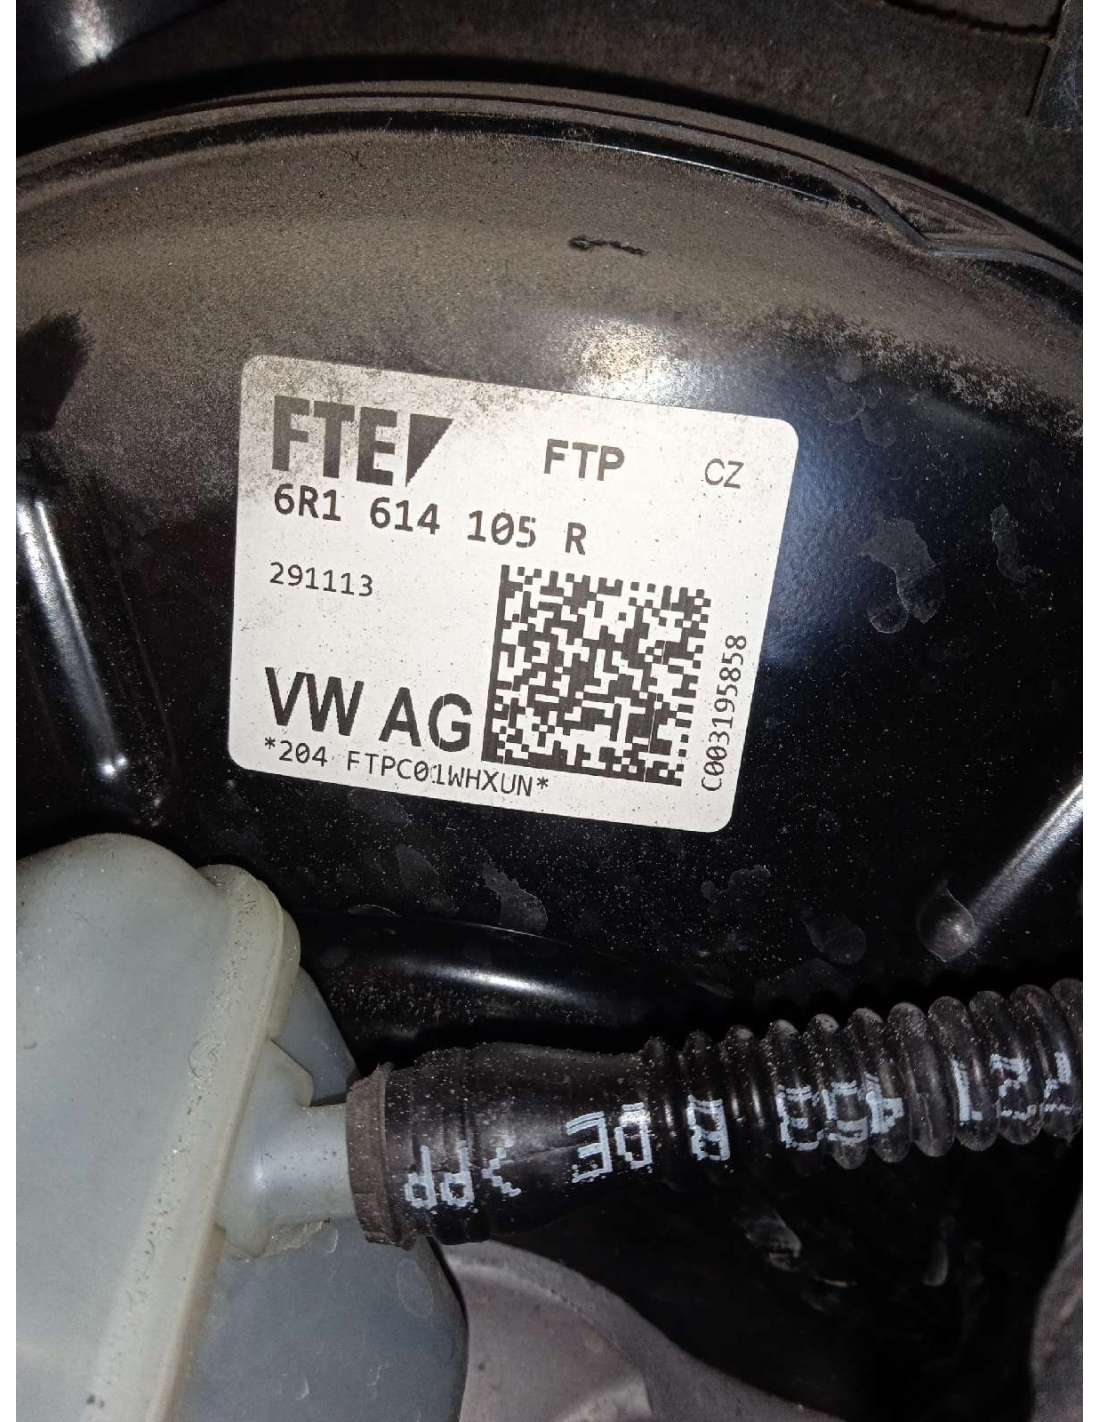 FTE
FTP
CZ
6R1 614 105 R
291113
VW AG
*204 FTPC01WHXUN*
C003195858